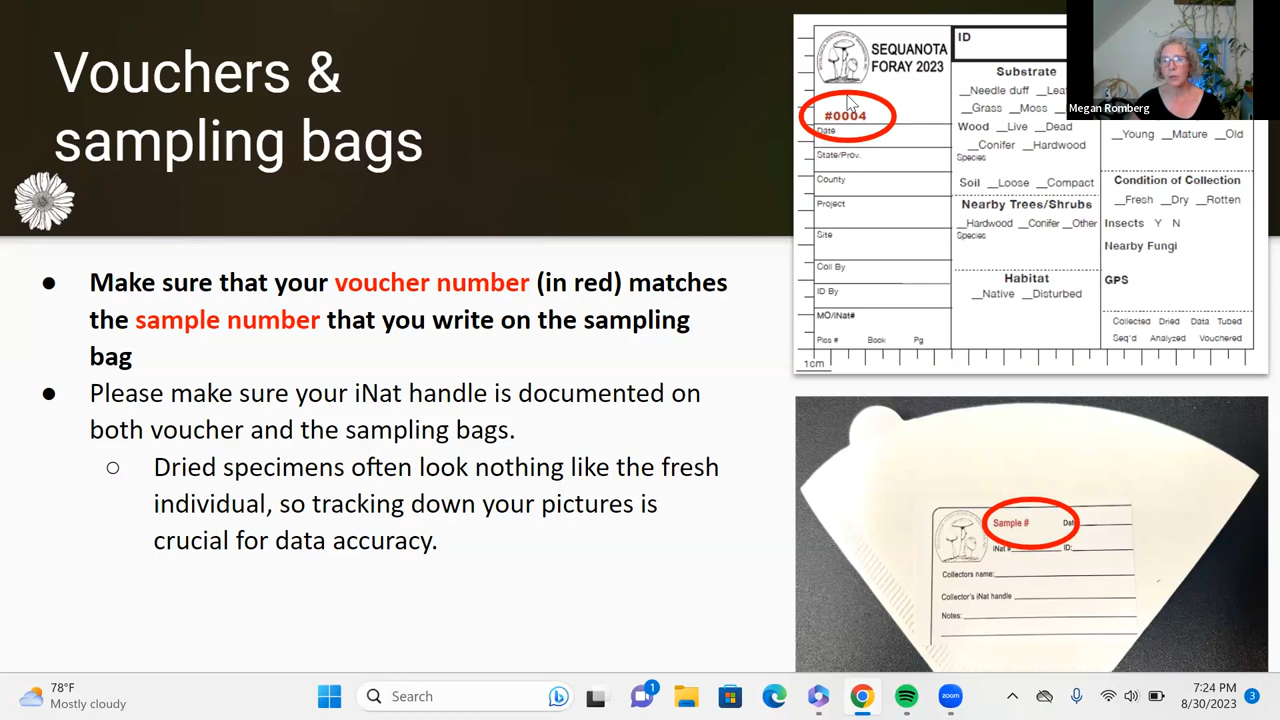 Vouchers &
sampling bags
● Make sure that your voucher number (in red) matches
the sample number that you write on the sampling
bag
● Please make sure your iNat handle is documented on
both voucher and the sampling bags.
○ Dried specimens often look nothing like the fresh
individual, so tracking down your pictures is
crucial for data accuracy.
SEQUANOTA
FORAY 2023
#0004
Date
State/Prov.
County
Project
Site
Coll By
ID By
MO/iNat#
Pics # Book Pg
1cm
ID
Substrate
__Needle duff
__Grass __Moss
Wood __Live __Dead
__Conifer __Hardwood
Species
Soil __Loose __Compact
Nearby Trees/Shrubs
__Hardwood __Conifer __Other
Species
Habitat
__Native __Disturbed
__Young __Mature __Old
Condition of Collection
__Fresh __Dry __Rotten
Insects Y N
Nearby Fungi
GPS
Collected Dried Data Tubed
Seq'd Analyzed Vouchered
Megan Romberg
Sample #
iNat # ID:
Collectors name:
Collector's iNat handle
Notes:
78°F
Mostly cloudy
Search
1
zoom
7:24 PM
8/30/2023
3